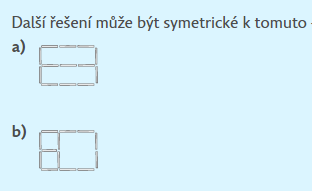 Další řešení může být symetrické k tomuto -
a)
b)